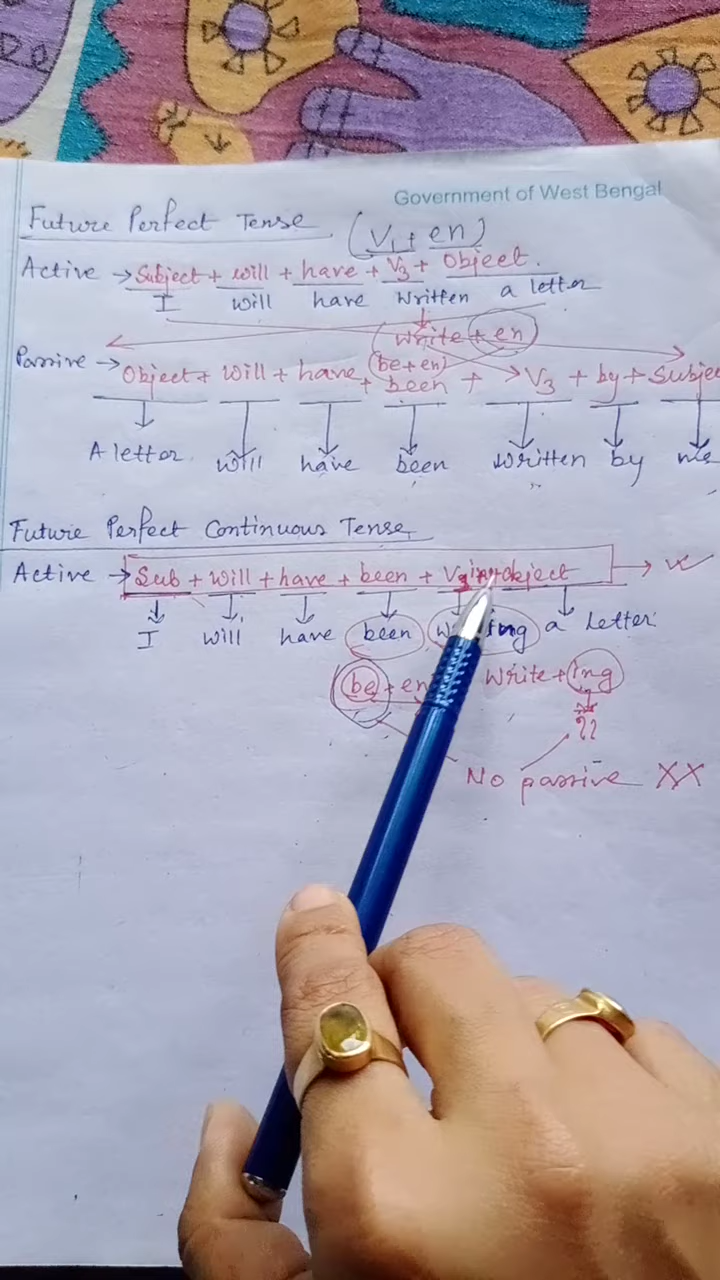 Government of West Bengal
Future Perfect Tense (V1 + en)
Active → Subject + will + have + V3 + Object.
I will have written a letter
write + en
(be+en)
Passive → Object + will + have + been + V3 + by + Subjec
A letter will have been written by me
Future Perfect Continuous Tense
Active → Sub + will + have + been + V ing+object
I will have been ing a letter
be + en write + ing
??
No passive XX